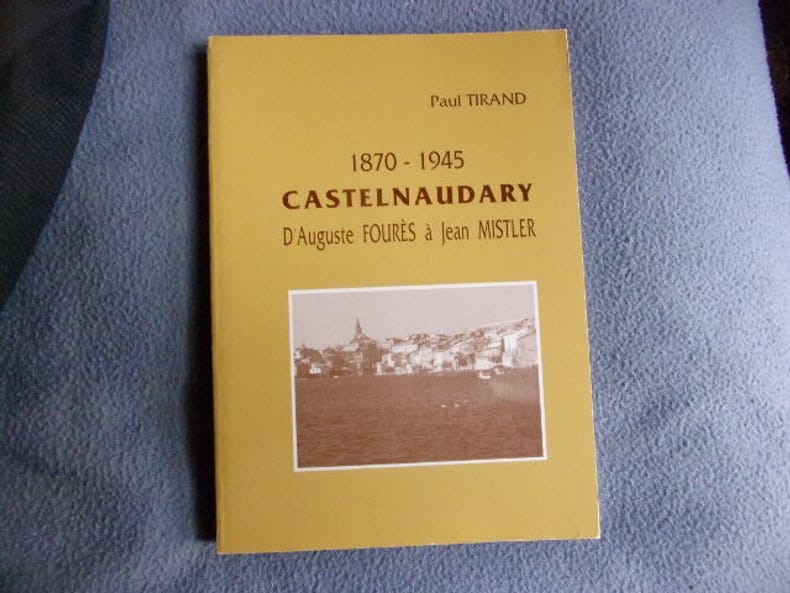 Paul TIRAND
1870 - 1945
CASTELNAUDARY
D'Auguste FOURÈS à Jean MISTLER